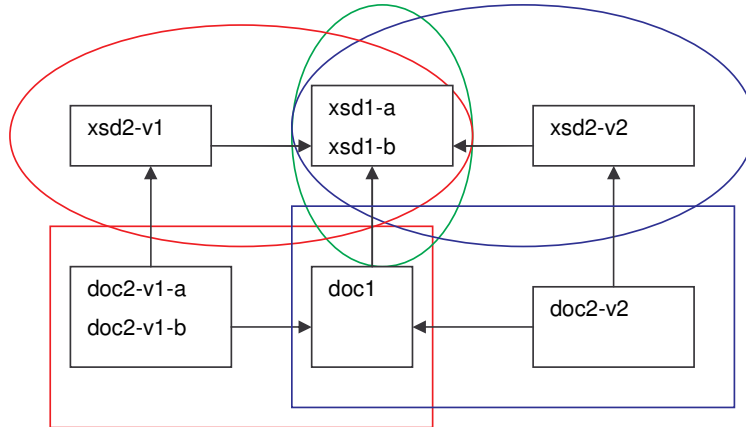 xsd2-v1
xsd1-a
xsd1-b
xsd2-v2
doc2-v1-a
doc2-v1-b
doc1
doc2-v2